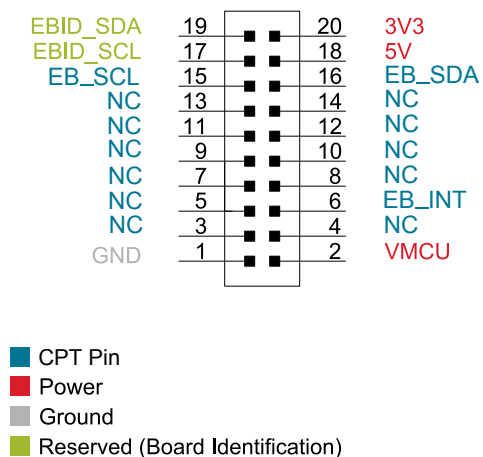 EBID_SDA 19 20 3V3
EBID_SCL 17 18 5V
EB_SCL 15 16 EB_SDA
NC 13 14 NC
NC 11 12 NC
NC 9 10 NC
NC 7 8 NC
NC 5 6 EB_INT
NC 3 4 NC
GND 1 2 VMCU
CPT Pin
Power
Ground
Reserved (Board Identification)